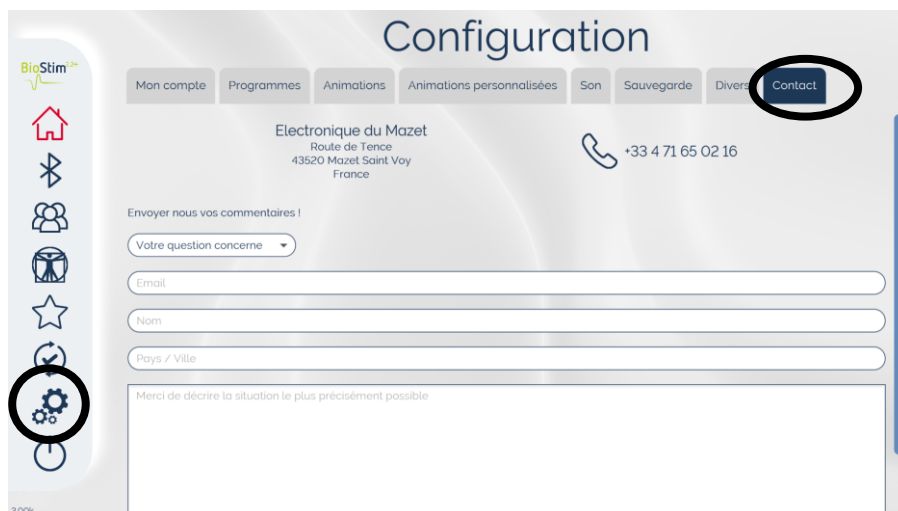 Configuration
BioStim 2.2+
Mon compte
Programmes
Animations
Animations personnalisées
Son
Sauvegarde
Divers
Contact
Electronique du Mazet
Route de Tence
43520 Mazet Saint Voy
France
+33 4 71 65 02 16
Envoyer nous vos commentaires !
Votre question concerne
Email
Nom
Pays / Ville
Merci de décrire la situation le plus précisément possible